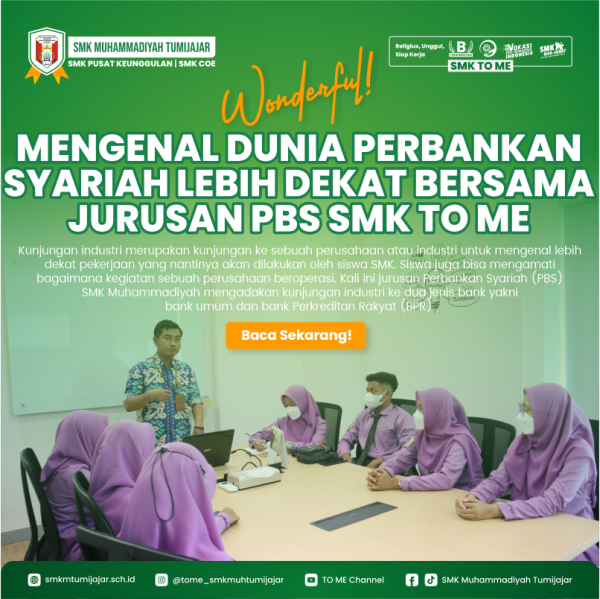 SMK MUHAMMADIYAH TUMIJAJAR
SMK PUSAT KEUNGGULAN | SMK COE
Religius, Unggul,
Siap Kerja
VOKASI
INDONESIA
SMK
SMK TO ME
Wonderful!
MENGENAL DUNIA PERBANKAN
SYARIAH LEBIH DEKAT BERSAMA
JURUSAN PBS SMK TO ME
Kunjungan industri merupakan kunjungan ke sebuah perusahaan atau industri untuk mengenal lebih
dekat pekerjaan yang nantinya akan dilakukan oleh siswa SMK. Siswa juga bisa mengamati
bagaimana kegiatan sebuah perusahaan beroperasi. Kali ini jurusan Perbankan Syariah (PBS)
SMK Muhammadiyah mengadakan kunjungan industri ke dua jenis bank yakni
bank umum dan bank Perkreditan Rakyat (BPR)
Baca Sekarang!
smkmtumijajar.sch.id
@tome_smkmuhtumijajar
TO ME Channel
SMK Muhammadiyah Tumijajar